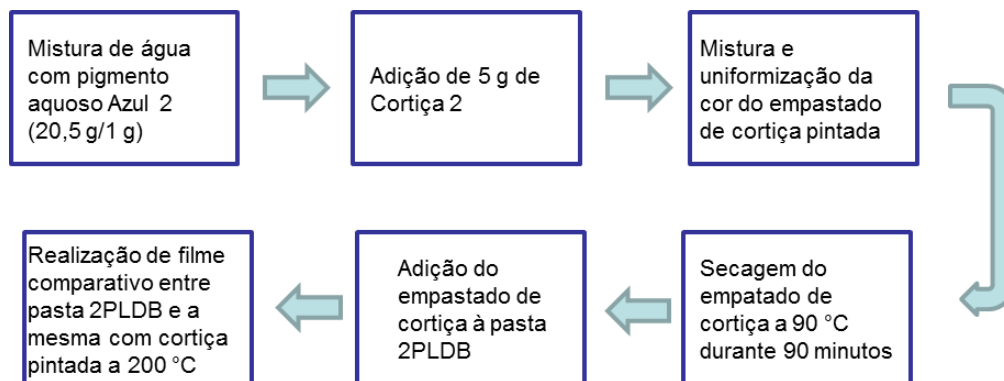 Mistura de água
com pigmento
aquoso Azul 2
(20,5 g/1 g)
Adição de 5 g de
Cortiça 2
Mistura e
uniformização da
cor do empastado
de cortiça pintada
Secagem do
empatado de
cortiça a 90 °C
durante 90 minutos
Adição do
empastado de
cortiça à pasta
2PLDB
Realização de filme
comparativo entre
pasta 2PLDB e a
mesma com cortiça
pintada a 200 °C